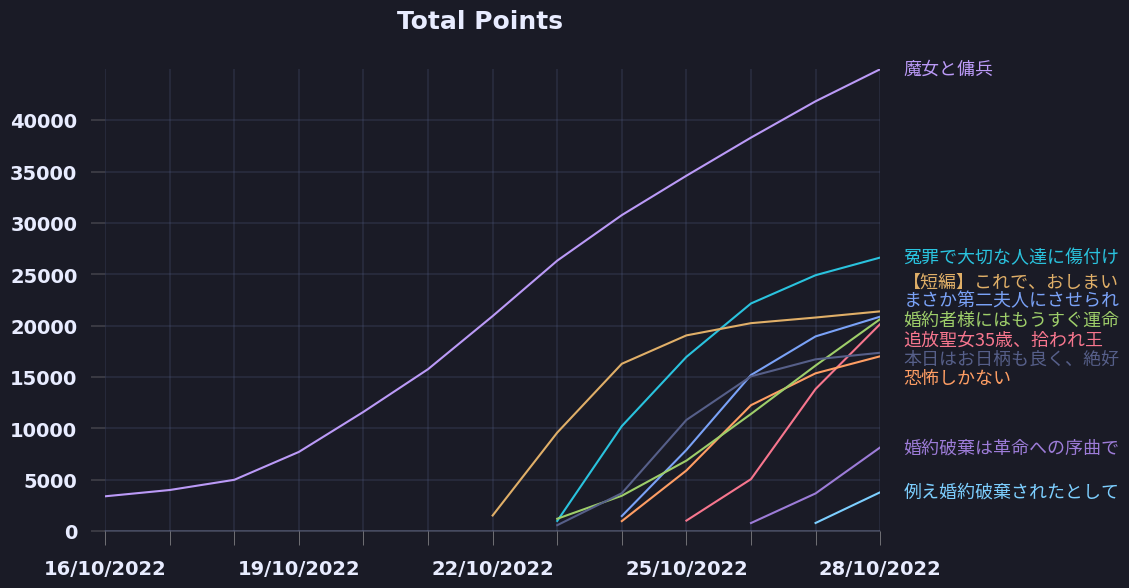 Total Points
40000
35000
30000
25000
20000
15000
10000
5000
0
16/10/2022
19/10/2022
22/10/2022
25/10/2022
28/10/2022
魔女と傭兵
冤罪で大切な人達に傷付け
【短編】これで、おしまい
まさか第二夫人にさせられ
婚約者様にはもうすぐ運命
追放聖女35歳、拾われ王
本日はお日柄も良く、絶好
恐怖しかない
婚約破棄は革命への序曲で
例え婚約破棄されたとして